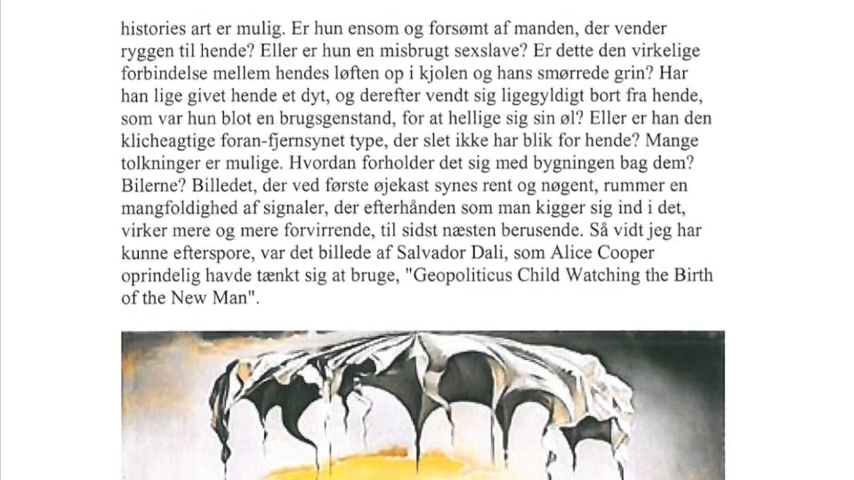 histories art er mulig. Er hun ensom og forsømt af manden, der vender
ryggen til hende? Eller er hun en misbrugt sexslave? Er dette den virkelige
forbindelse mellem hendes løften op i kjolen og hans smørrede grin? Har
han lige givet hende et dyt, og derefter vendt sig ligegyldigt bort fra hende,
som var hun blot en brugsgenstand, for at hellige sig sin øl? Eller er han den
klicheagtige foran-fjernsynet type, der slet ikke har blik for hende? Mange
tolkninger er mulige. Hvordan forholder det sig med bygningen bag dem?
Bilerne? Billedet, der ved første øjekast synes rent og nøgent, rummer en
mangfoldighed af signaler, der efterhånden som man kigger sig ind i det,
virker mere og mere forvirrende, til sidst næsten berusende. Så vidt jeg har
kunne efterspore, var det billede af Salvador Dali, som Alice Cooper
oprindelig havde tænkt sig at bruge, "Geopoliticus Child Watching the Birth
of the New Man".